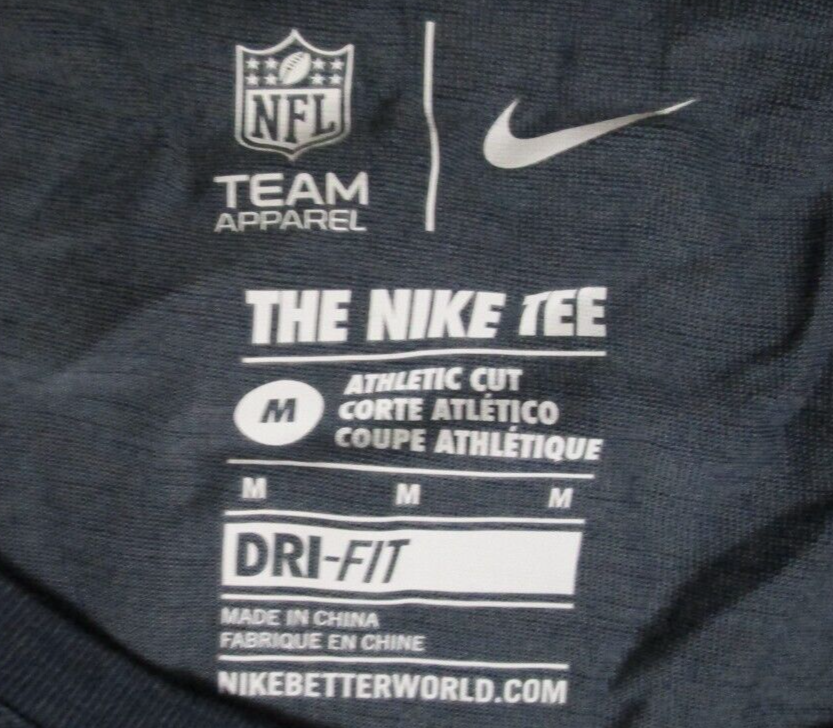 NFL
TEAM
APPAREL
THE NIKE TEE
M
ATHLETIC CUT
CORTE ATLÉTICO
COUPE ATHLÉTIQUE
M M M
DRI-FIT
MADE IN CHINA
FABRIQUE EN CHINE
NIKEBETTERWORLD.COM